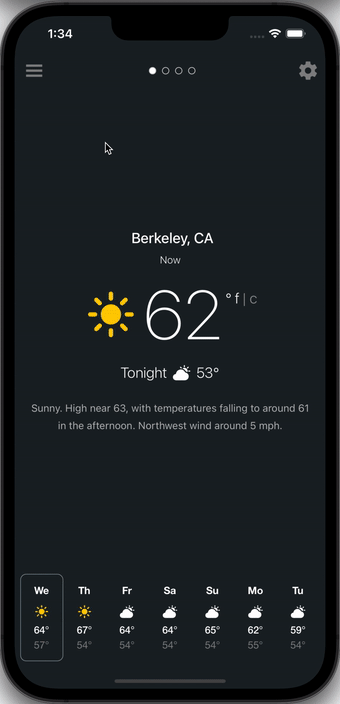 1:34
Berkeley, CA
Now
62 ° f | c
Tonight 53°
Sunny. High near 63, with temperatures falling to around 61
in the afternoon. Northwest wind around 5 mph.
We Th Fr Sa Su Mo Tu
64° 67° 64° 64° 65° 62° 59°
57° 54° 54° 54° 54° 55° 54°